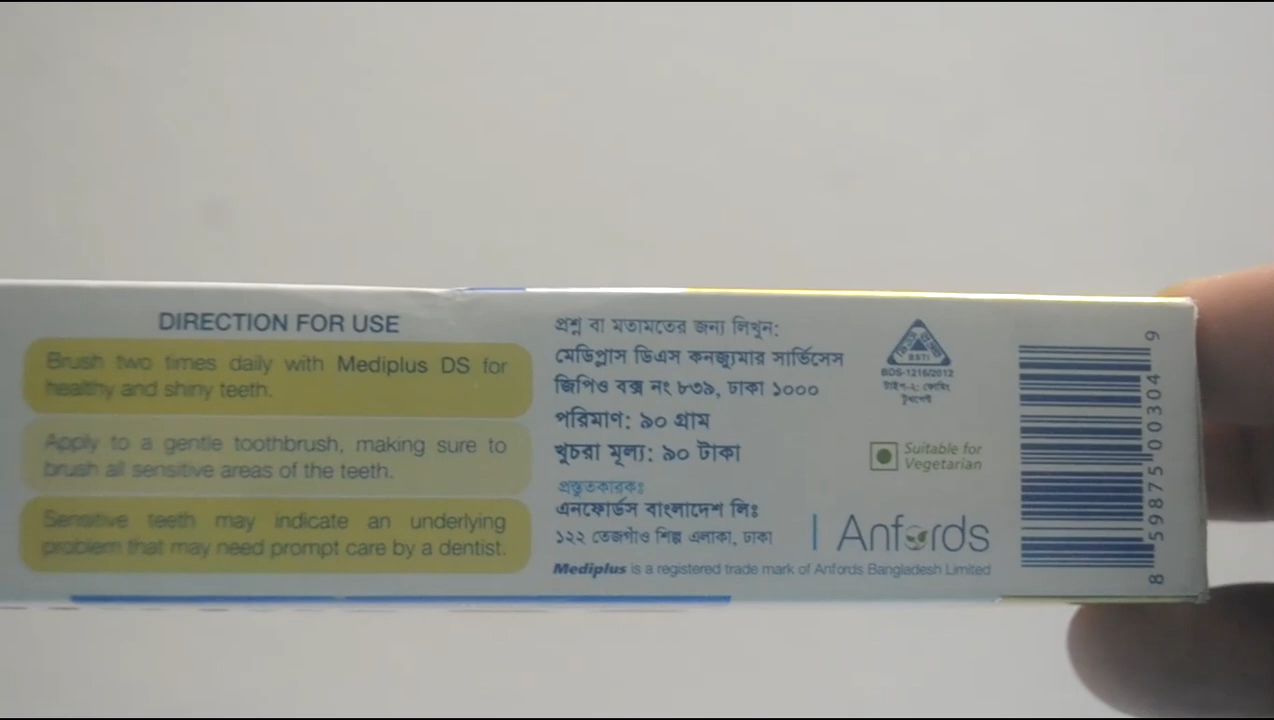 DIRECTION FOR USE
Brush two times daily with Mediplus DS for
healthy and shiny teeth.
Apply to a gentle toothbrush, making sure to
brush all sensitive areas of the teeth.
Sensitive teeth may indicate an underlying
problem that may need prompt care by a dentist.
প্রশ্ন বা মতামতের জন্য লিখুন:
মেডিপ্লাস ডিএস কনজ্যুমার সার্ভিসেস
জিপিও বক্স নং ৮৩৯, ঢাকা ১০০০
পরিমাণ: ৯০ গ্রাম
খুচরা মূল্য: ৯০ টাকা
প্রস্তুতকারকঃ
এনফোর্ডস বাংলাদেশ লিঃ
১২২ তেজগাঁও শিল্প এলাকা, ঢাকা
Mediplus is a registered trade mark of Anfords Bangladesh Limited
BSTI
BDS-1216/2012
টাইপ-২: ফোমিং
টুথপেস্ট
Suitable for
Vegetarian
Anfords
8 59875 00304 9